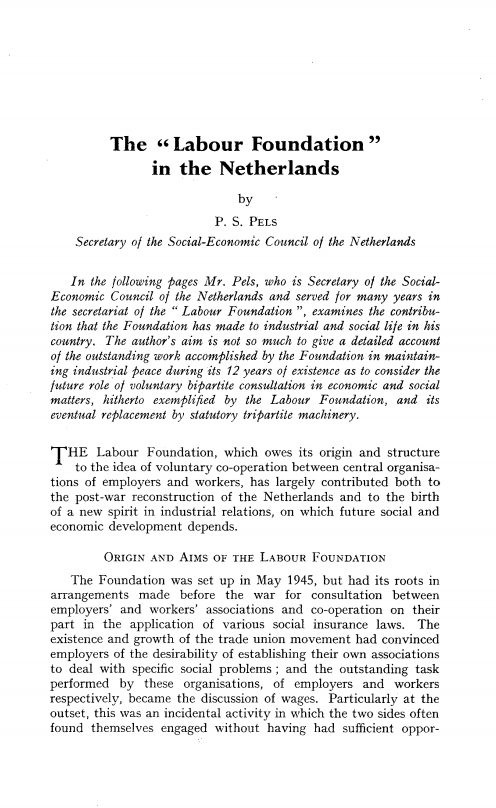 The “ Labour Foundation ”
in the Netherlands
by
P. S. PELS
Secretary of the Social-Economic Council of the Netherlands
In the following pages Mr. Pels, who is Secretary of the Social-
Economic Council of the Netherlands and served for many years in
the secretariat of the “ Labour Foundation ”, examines the contribu-
tion that the Foundation has made to industrial and social life in his
country. The author's aim is not so much to give a detailed account
of the outstanding work accomplished by the Foundation in maintain-
ing industrial peace during its 12 years of existence as to consider the
future role of voluntary bipartite consultation in economic and social
matters, hitherto exemplified by the Labour Foundation, and its
eventual replacement by statutory tripartite machinery.
THE Labour Foundation, which owes its origin and structure
to the idea of voluntary co-operation between central organisa-
tions of employers and workers, has largely contributed both to
the post-war reconstruction of the Netherlands and to the birth
of a new spirit in industrial relations, on which future social and
economic development depends.
ORIGIN AND AIMS OF THE LABOUR FOUNDATION
The Foundation was set up in May 1945, but had its roots in
arrangements made before the war for consultation between
employers' and workers' associations and co-operation on their
part in the application of various social insurance laws. The
existence and growth of the trade union movement had convinced
employers of the desirability of establishing their own associations
to deal with specific social problems ; and the outstanding task
performed by these organisations, of employers and workers
respectively, became the discussion of wages. Particularly at the
outset, this was an incidental activity in which the two sides often
found themselves engaged without having had sufficient oppor-